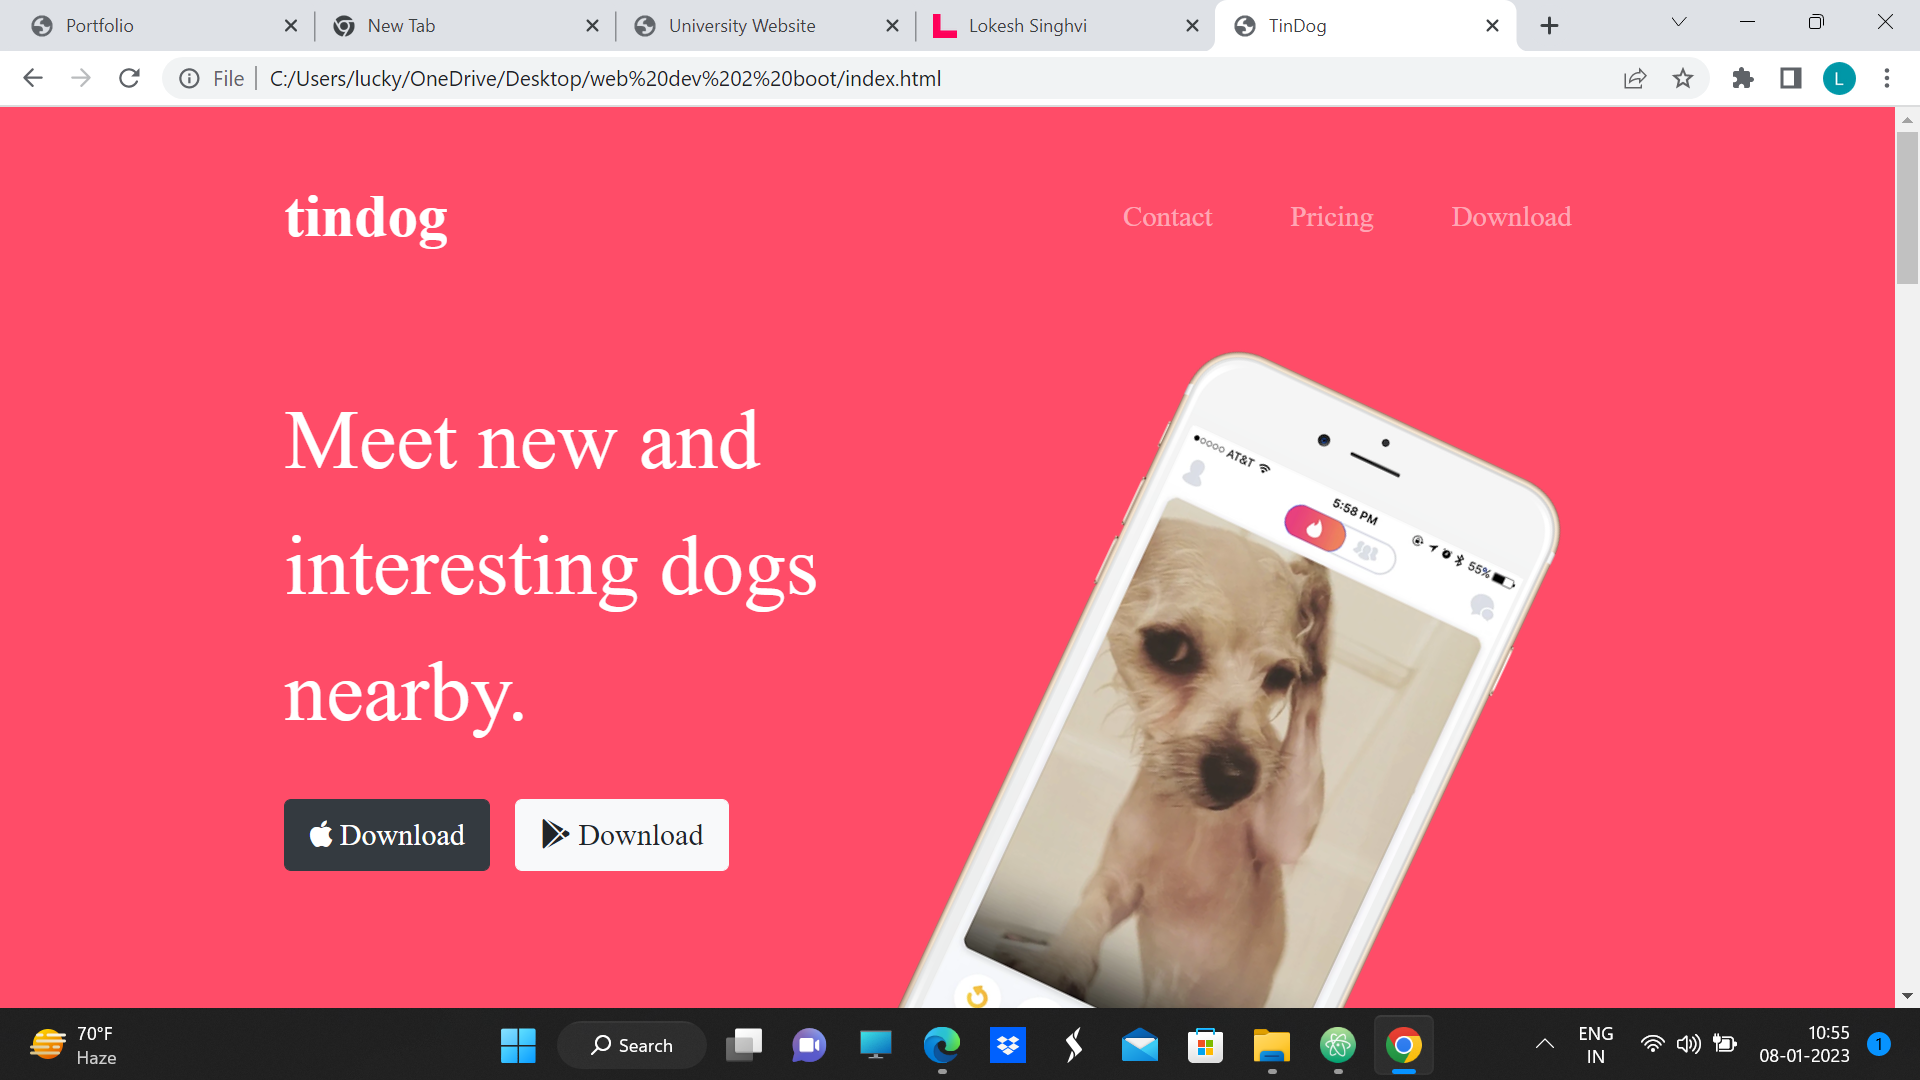 Portfolio
New Tab
University Website
Lokesh Singhvi
TinDog
File
C:/Users/lucky/OneDrive/Desktop/web%20dev%202%20boot/index.html
L
tindog
Contact
Pricing
Download
Meet new and
interesting dogs
nearby.
Download
Download
AT&T
5:58 PM
55%
70°F
Haze
Search
ENG
IN
10:55
08-01-2023
1